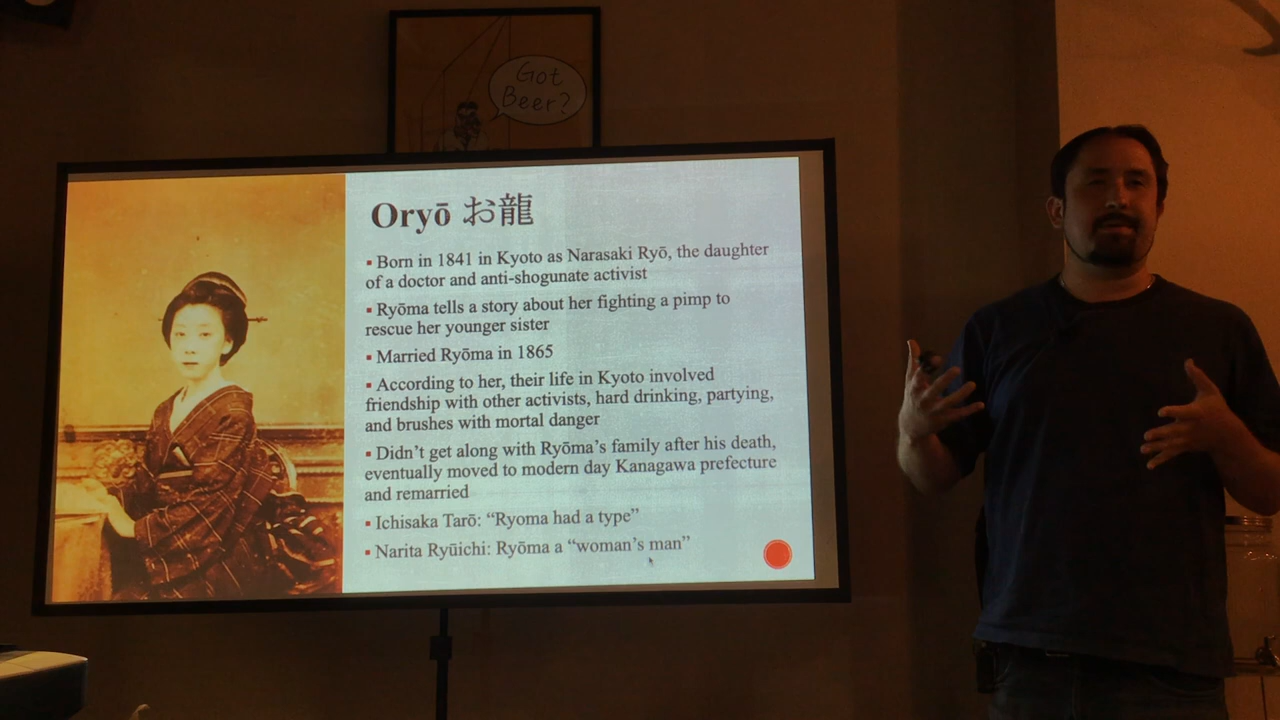 Got
Beer?
Oryō お龍
▪ Born in 1841 in Kyoto as Narasaki Ryō, the daughter
of a doctor and anti-shogunate activist
▪ Ryōma tells a story about her fighting a pimp to
rescue her younger sister
▪ Married Ryōma in 1865
▪ According to her, their life in Kyoto involved
friendship with other activists, hard drinking, partying,
and brushes with mortal danger
▪ Didn’t get along with Ryōma’s family after his death,
eventually moved to modern day Kanagawa prefecture
and remarried
▪ Ichisaka Tarō: “Ryoma had a type”
▪ Narita Ryūichi: Ryōma a “woman’s man”